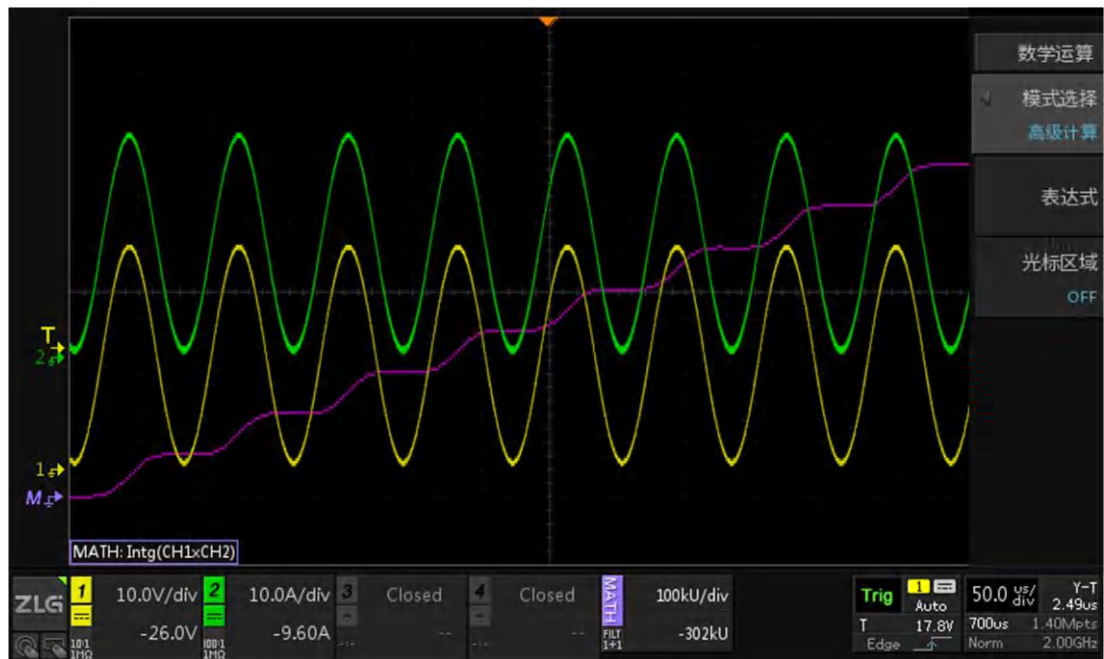 数学运算
模式选择
高级计算
表达式
光标区域
OFF
T
2
1
M
MATH: Intg(CH1xCH2)
ZLG
1
10.0V/div
-26.0V
10:1
1MΩ
2
10.0A/div
-9.60A
100:1
1MΩ
3
Closed
--
4
Closed
--
MATH
FILT
1+1
100kU/div
-302kU
Trig
1
Auto
T
17.8V
Edge
50.0 us/div
Y-T
2.49us
700us
1.40Mpts
Norm
2.00GHz